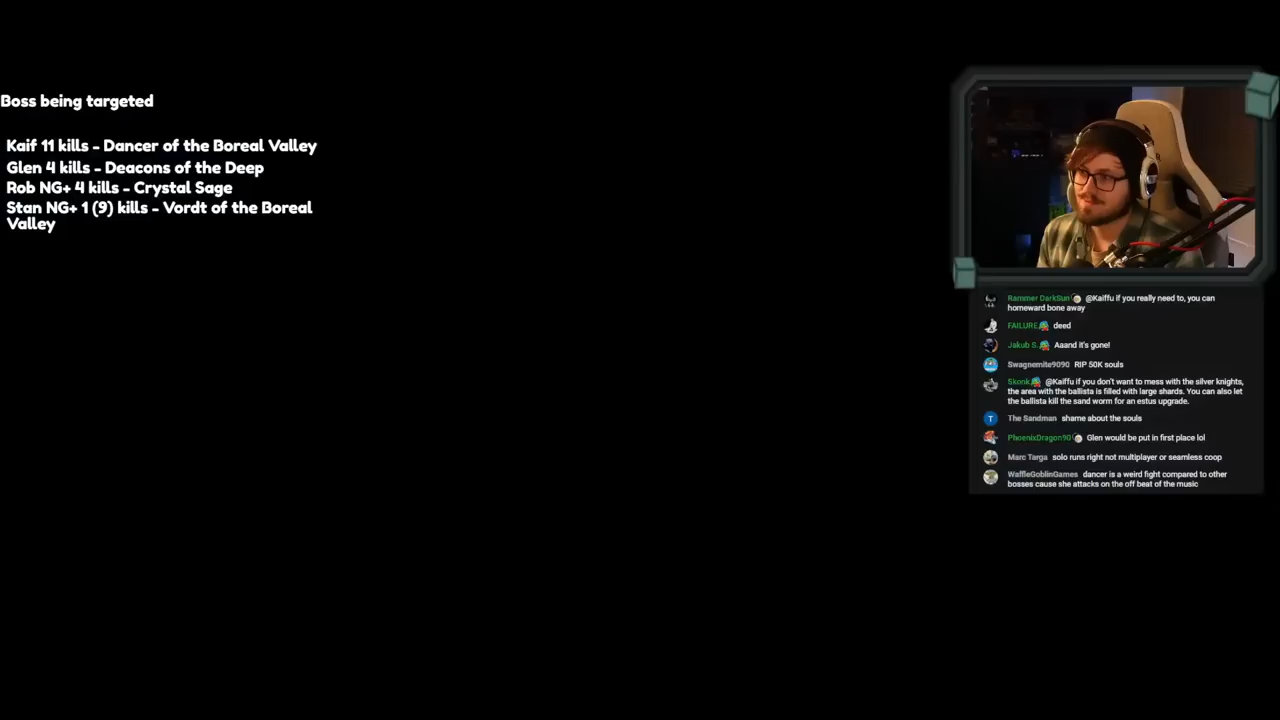 Boss being targeted
Kaif 11 kills - Dancer of the Boreal Valley
Glen 4 kills - Deacons of the Deep
Rob NG+ 4 kills - Crystal Sage
Stan NG+ 1 (9) kills - Vordt of the Boreal
Valley
Rammer DarkSun @Kaiffu if you really need to, you can
homeward bone away
FAILURE deed
Jakub S. Aaand it's gone!
Swagnemite9090 RIP 50K souls
Skonk @Kaiffu if you don't want to mess with the silver knights,
the area with the ballista is filled with large shards. You can also let
the ballista kill the sand worm for an estus upgrade.
T The Sandman shame about the souls
PhoenixDragon90 Glen would be put in first place lol
Marc Targa solo runs right not multiplayer or seamless coop
WaffleGoblinGames dancer is a weird fight compared to other
bosses cause she attacks on the off beat of the music